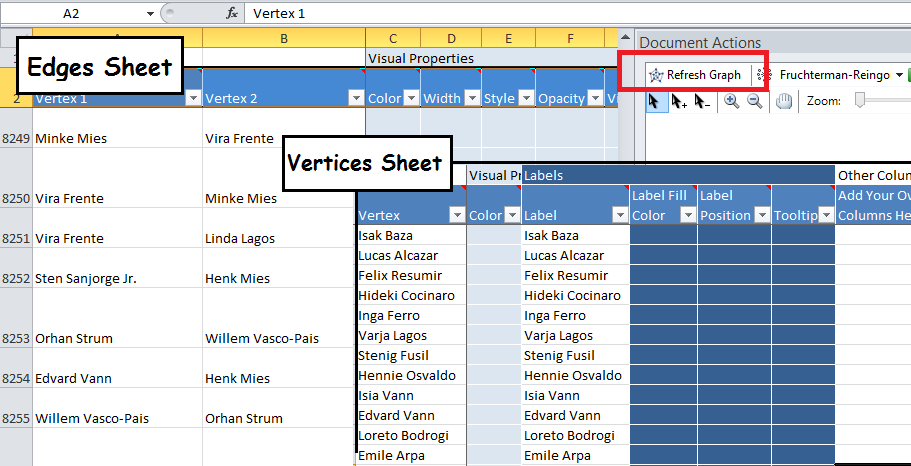 A2 fx Vertex 1
A B C D E F
Document Actions
Visual Properties
Edges Sheet
Refresh Graph Fruchterman-Reingo
2 Vertex 1 Vertex 2 Color Width Style Opacity
Zoom:
8249 Minke Mies Vira Frente
Vertices Sheet
8250 Vira Frente Minke Mies
8251 Vira Frente Linda Lagos
8252 Sten Sanjorge Jr. Henk Mies
8253 Orhan Strum Willem Vasco-Pais
8254 Edvard Vann Henk Mies
8255 Willem Vasco-Pais Orhan Strum
Visual Pr Labels Other Colum
Label Fill Label Add Your Ov
Vertex Color Label Color Position Tooltip Columns He
Isak Baza Isak Baza
Lucas Alcazar Lucas Alcazar
Felix Resumir Felix Resumir
Hideki Cocinaro Hideki Cocinaro
Inga Ferro Inga Ferro
Varja Lagos Varja Lagos
Stenig Fusil Stenig Fusil
Hennie Osvaldo Hennie Osvaldo
Isia Vann Isia Vann
Edvard Vann Edvard Vann
Loreto Bodrogi Loreto Bodrogi
Emile Arpa Emile Arpa